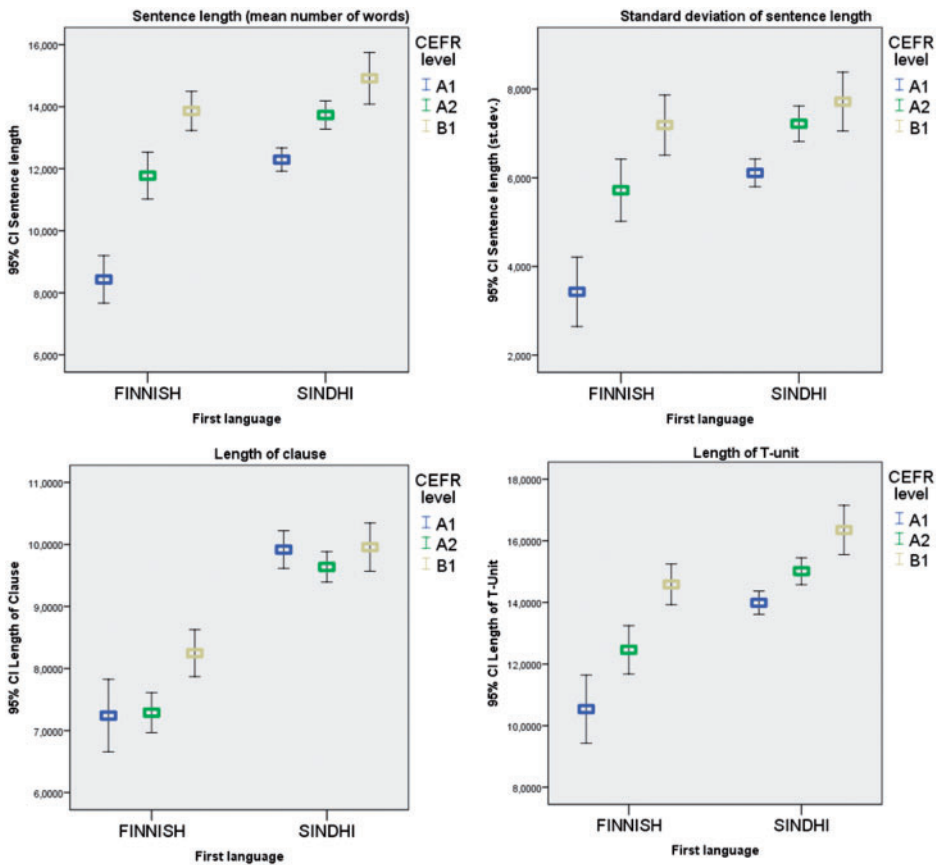 Sentence length (mean number of words)
95% CI Sentence length
16,000
14,000
12,000
10,000
8,000
6,000
FINNISH SINDHI
First language
CEFR
level
A1
A2
B1
Standard deviation of sentence length
95% CI Sentence length (st.dev.)
8,000
6,000
4,000
2,000
FINNISH SINDHI
First language
CEFR
level
A1
A2
B1
Length of clause
95% CI Length of Clause
11,0000
10,0000
9,0000
8,0000
7,0000
6,0000
FINNISH SINDHI
First language
CEFR
level
A1
A2
B1
Length of T-unit
95% CI Length of T-Unit
18,0000
16,0000
14,0000
12,0000
10,0000
8,0000
FINNISH SINDHI
First language
CEFR
level
A1
A2
B1